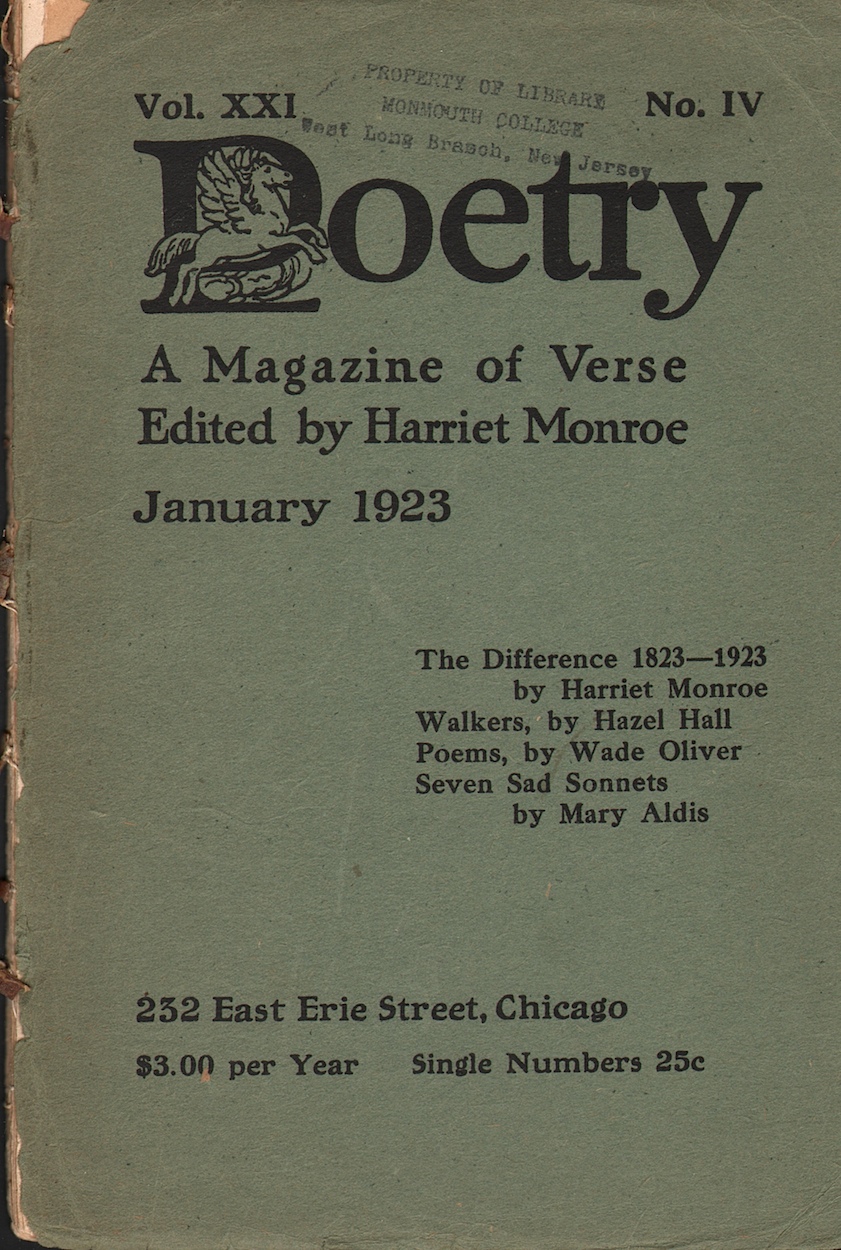 PROPERTY OF LIBRARY
MONMOUTH COLLEGE
West Long Branch, New Jersey
Vol. XXI
No. IV
Poetry
A Magazine of Verse
Edited by Harriet Monroe
January 1923
The Difference 1823—1923
by Harriet Monroe
Walkers, by Hazel Hall
Poems, by Wade Oliver
Seven Sad Sonnets
by Mary Aldis
232 East Erie Street, Chicago
$3.00 per Year Single Numbers 25c